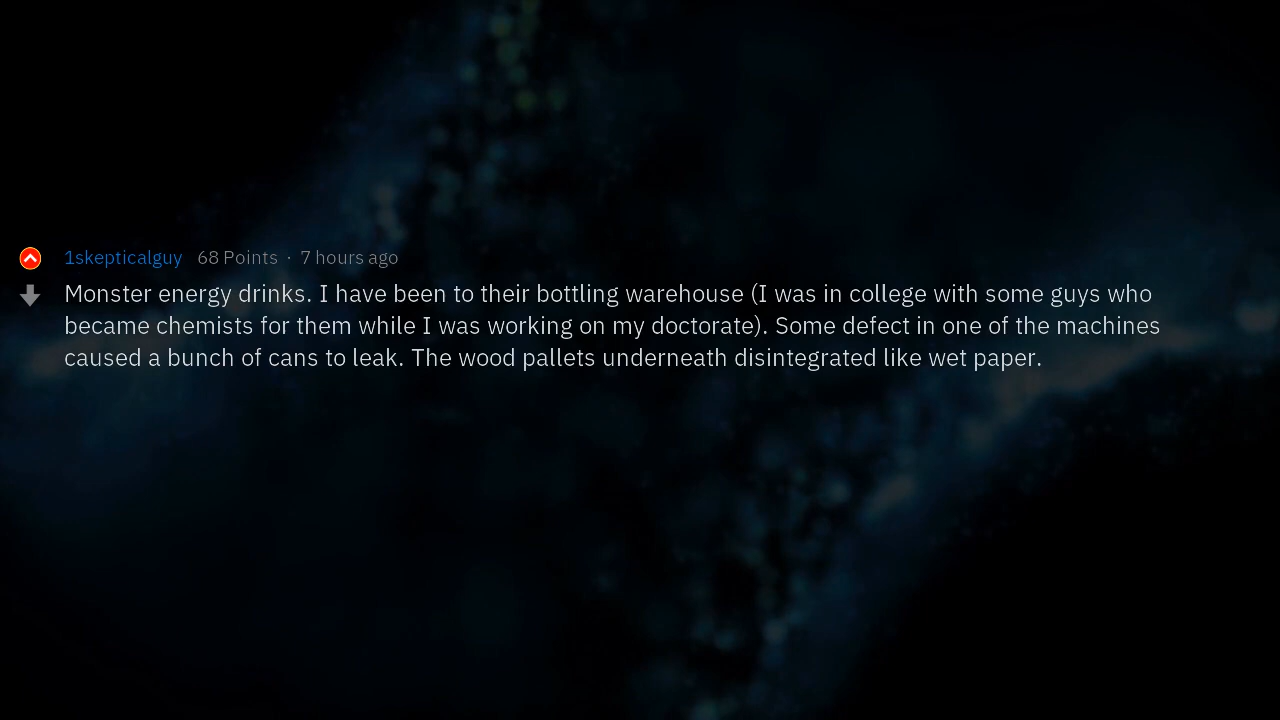 1skepticalguy 68 Points · 7 hours ago
Monster energy drinks. I have been to their bottling warehouse (I was in college with some guys who
became chemists for them while I was working on my doctorate). Some defect in one of the machines
caused a bunch of cans to leak. The wood pallets underneath disintegrated like wet paper.